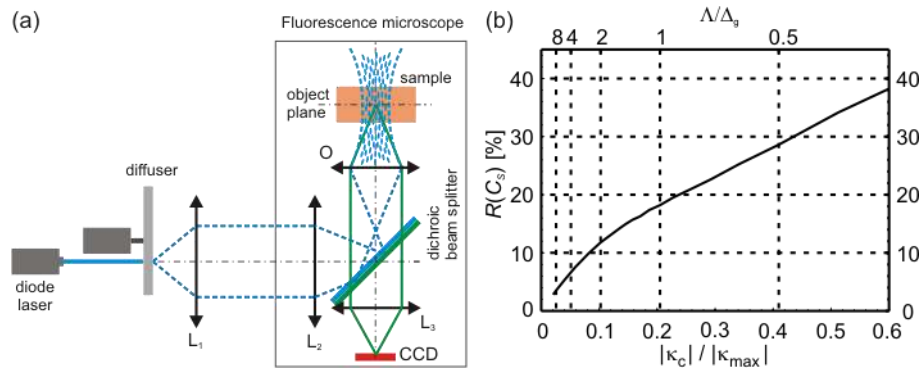 (a)
Fluorescence microscope
sample
object
plane
O
diffuser
dichroic
beam splitter
diode
laser
L₁
L₂
L₃
CCD
(b)
Λ/Δg
8 4 2 1 0.5
R(Cₛ) [%]
40 40
30 30
20 20
10 10
0 0
0 0.1 0.2 0.3 0.4 0.5 0.6
|κc| / |κmax|